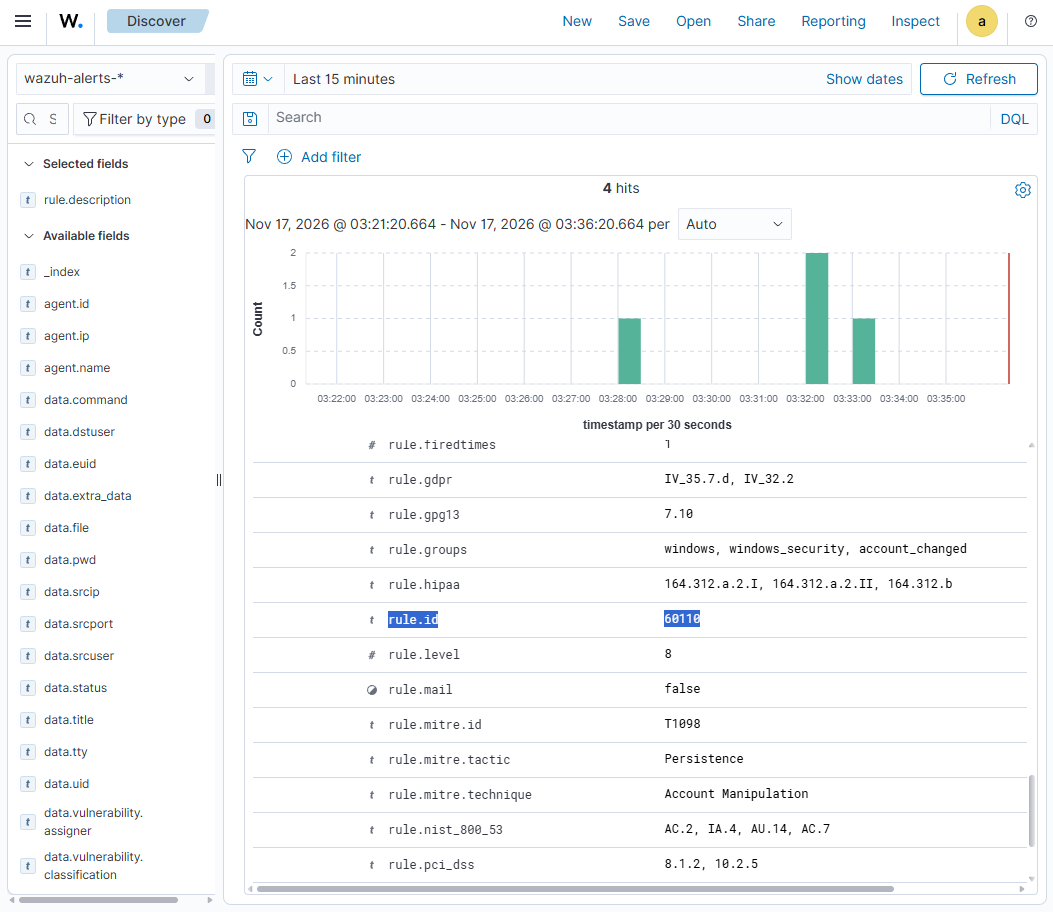 W. Discover New Save Open Share Reporting Inspect a
wazuh-alerts-*
S Filter by type 0
Selected fields
t rule.description
Available fields
t _index
t agent.id
t agent.ip
t agent.name
t data.command
t data.dstuser
t data.euid
t data.extra_data
t data.file
t data.pwd
t data.srcip
t data.srcport
t data.srcuser
t data.status
t data.title
t data.tty
t data.uid
t data.vulnerability.
assigner
t data.vulnerability.
classification
Last 15 minutes Show dates Refresh
Search DQL
Add filter
4 hits
Nov 17, 2026 @ 03:21:20.664 - Nov 17, 2026 @ 03:36:20.664 per Auto
Count
2
1.5
1
0.5
0
03:22:00 03:23:00 03:24:00 03:25:00 03:26:00 03:27:00 03:28:00 03:29:00 03:30:00 03:31:00 03:32:00 03:33:00 03:34:00 03:35:00
timestamp per 30 seconds
# rule.firedtimes 1
t rule.gdpr IV_35.7.d, IV_32.2
t rule.gpg13 7.10
t rule.groups windows, windows_security, account_changed
t rule.hipaa 164.312.a.2.I, 164.312.a.2.II, 164.312.b
t rule.id 60110
# rule.level 8
rule.mail false
t rule.mitre.id T1098
t rule.mitre.tactic Persistence
t rule.mitre.technique Account Manipulation
t rule.nist_800_53 AC.2, IA.4, AU.14, AC.7
t rule.pci_dss 8.1.2, 10.2.5